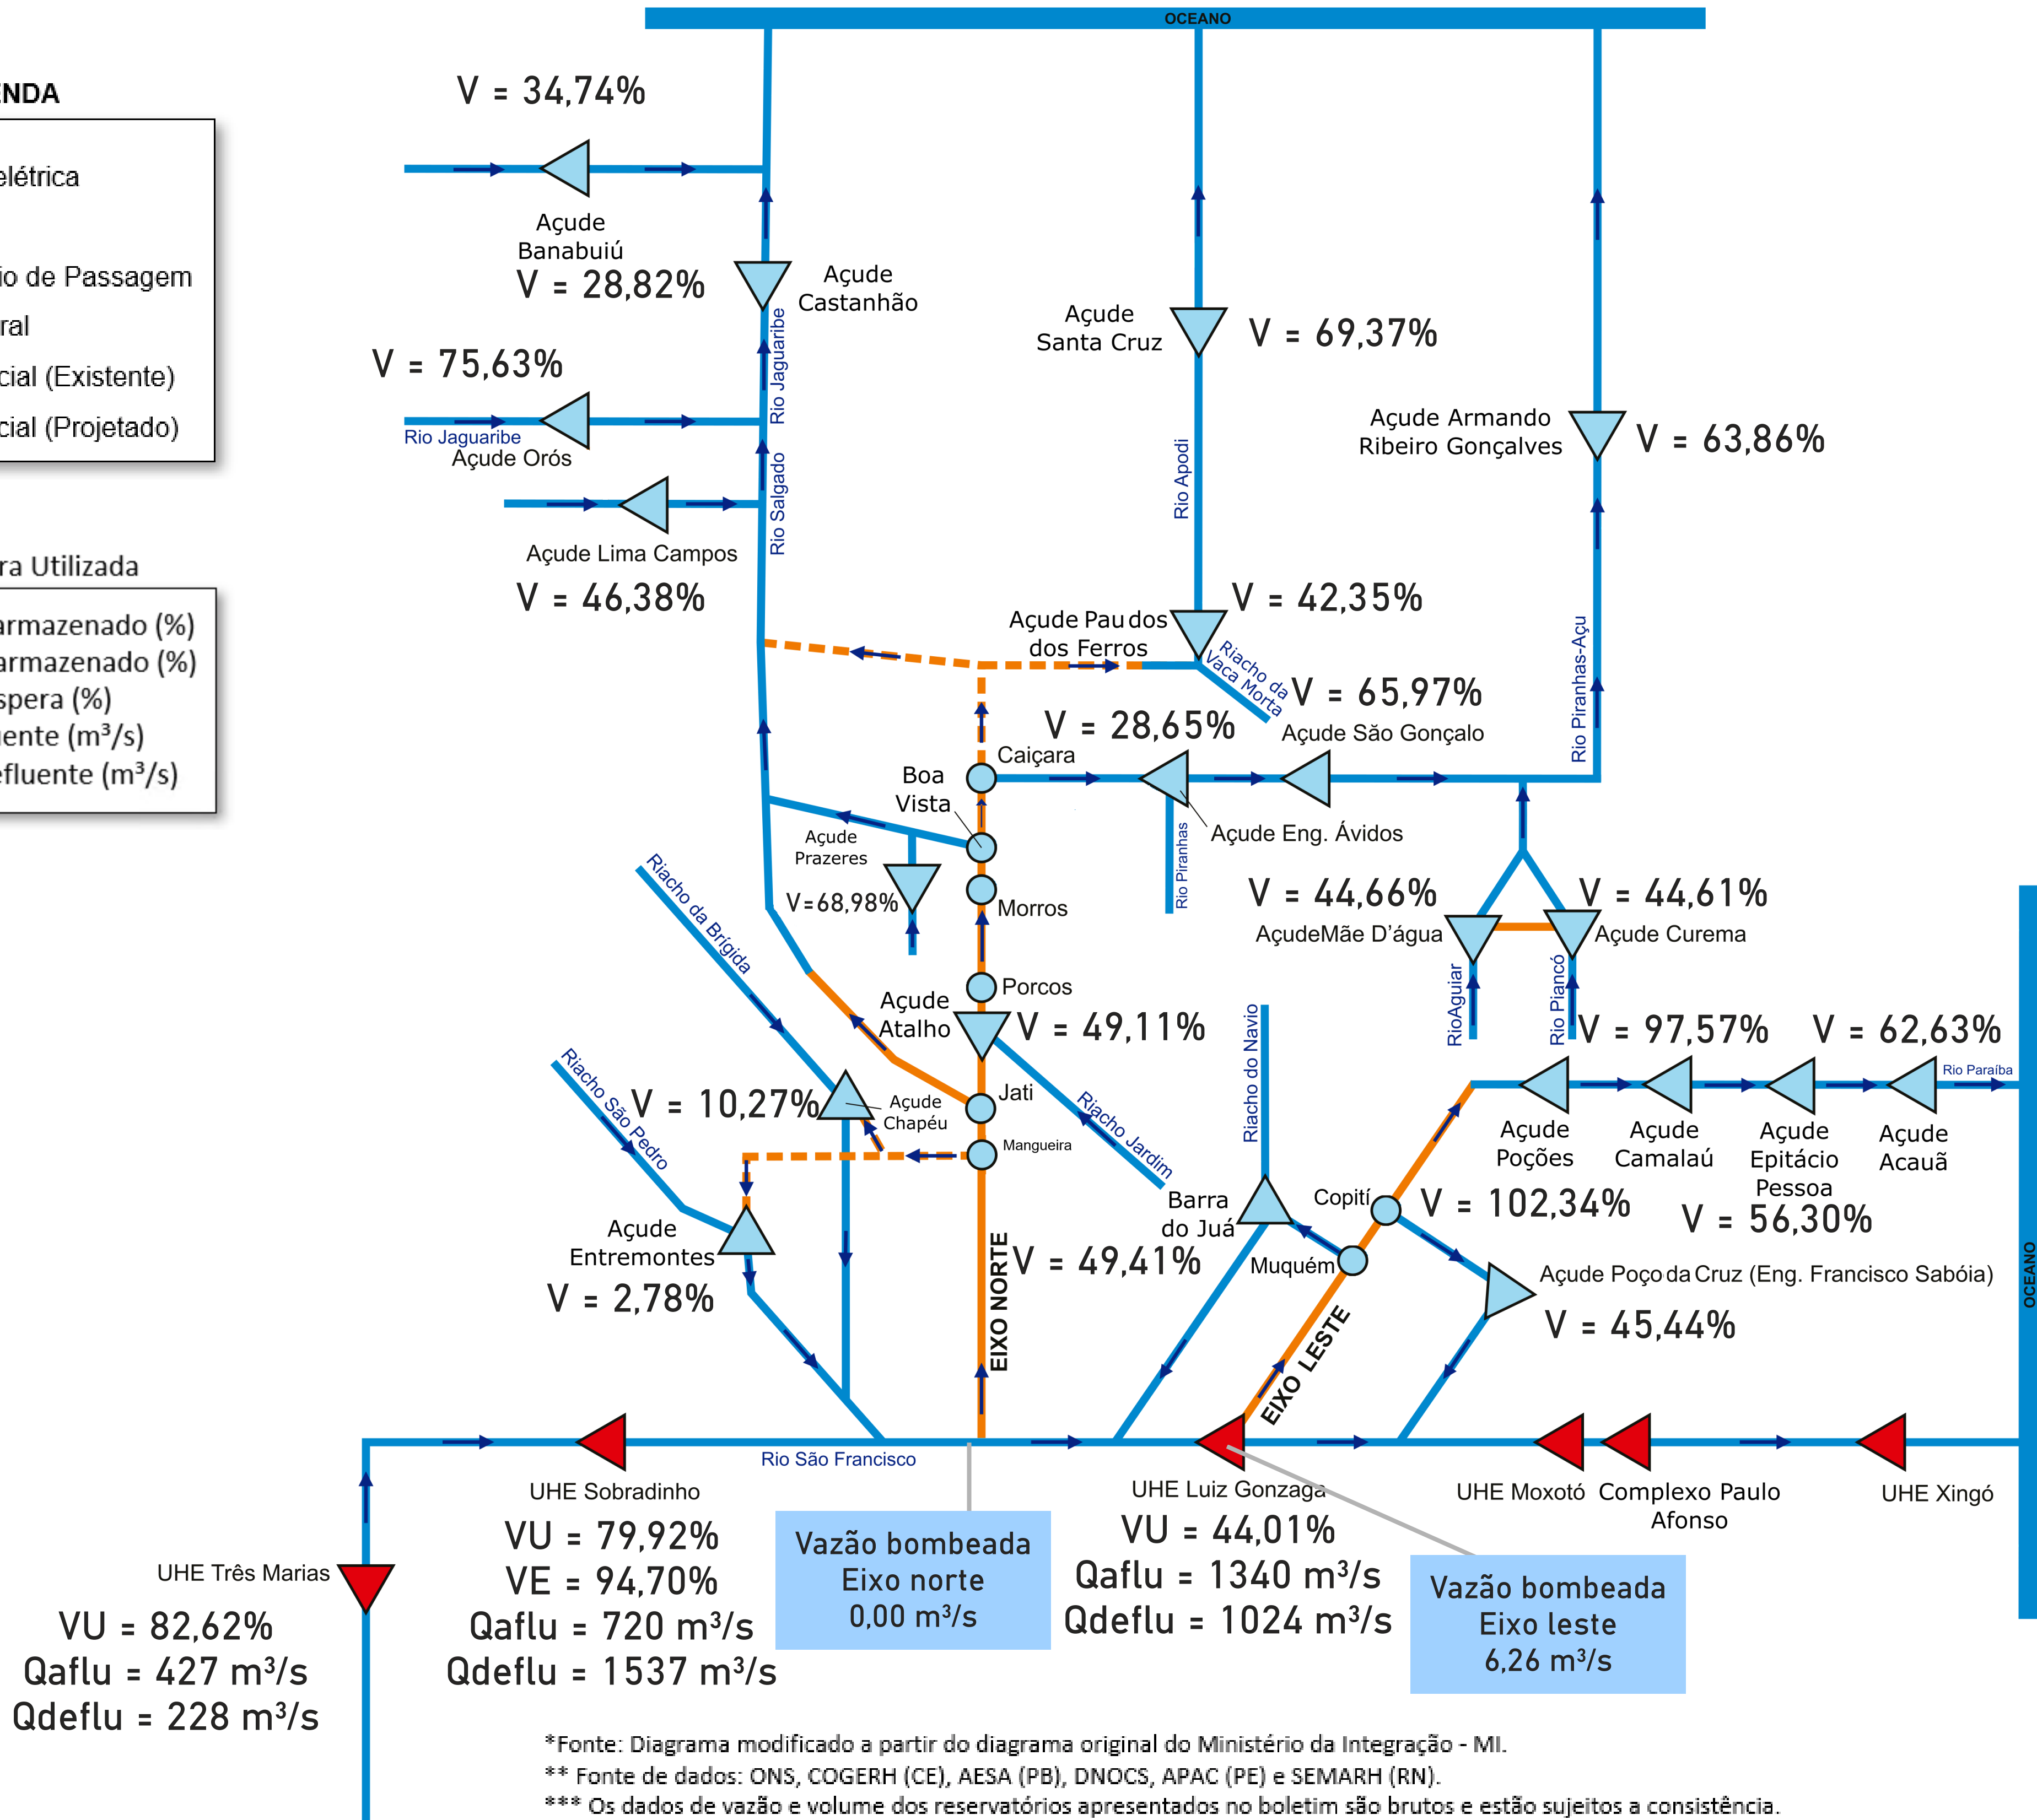 OCEANO
ENDA
elétrica
io de Passagem
ral
cial (Existente)
cial (Projetado)
ra Utilizada
armazenado (%)
armazenado (%)
spera (%)
uente (m³/s)
efluente (m³/s)
V = 34,74%
Açude
Banabuiú
V = 28,82%
Açude
Castanhão
Rio Jaguaribe
V = 75,63%
Rio Jaguaribe
Açude Orós
Rio Salgado
Açude Lima Campos
V = 46,38%
Açude
Santa Cruz
V = 69,37%
Rio Apodi
Açude Armando
Ribeiro Gonçalves
V = 63,86%
Rio Piranhas-Açu
V = 42,35%
Açude Pau dos
dos Ferros
Riacho da
Vaca Morta
V = 65,97%
Açude São Gonçalo
V = 28,65%
Caiçara
Boa
Vista
Açude Eng. Ávidos
Rio Piranhas
Açude
Prazeres
V=68,98%
Morros
Riacho da Brígida
V = 44,66%
AçudeMãe D'água
V = 44,61%
Açude Curema
RioAguiar
Rio Piancó
Porcos
Açude
Atalho
V = 49,11%
Riacho do Navio
V = 97,57%
V = 62,63%
Rio Paraíba
Riacho São Pedro
V = 10,27%
Açude
Chapéu
Jati
Mangueira
Riacho Jardim
Açude
Poções
Açude
Camalaú
Açude
Epitácio
Pessoa
Açude
Acauã
V = 102,34%
V = 56,30%
Barra
do Juá
Copití
Muquém
V = 49,41%
Açude
Entremontes
V = 2,78%
EIXO NORTE
EIXO LESTE
Açude Poço da Cruz (Eng. Francisco Sabóia)
V = 45,44%
OCEANO
Rio São Francisco
UHE Sobradinho
VU = 79,92%
VE = 94,70%
Qaflu = 720 m³/s
Qdeflu = 1537 m³/s
Vazão bombeada
Eixo norte
0,00 m³/s
UHE Luiz Gonzaga
VU = 44,01%
Qaflu = 1340 m³/s
Qdeflu = 1024 m³/s
Vazão bombeada
Eixo leste
6,26 m³/s
UHE Moxotó
Complexo Paulo
Afonso
UHE Xingó
UHE Três Marias
VU = 82,62%
Qaflu = 427 m³/s
Qdeflu = 228 m³/s
*Fonte: Diagrama modificado a partir do diagrama original do Ministério da Integração - MI.
** Fonte de dados: ONS, COGERH (CE), AESA (PB), DNOCS, APAC (PE) e SEMARH (RN).
*** Os dados de vazão e volume dos reservatórios apresentados no boletim são brutos e estão sujeitos a consistência.